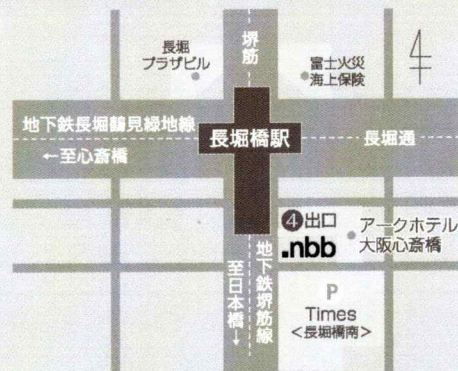 長堀
プラザビル
堺筋
富士火災
海上保険
地下鉄長堀鶴見緑地線
←至心斎橋
長堀橋駅
長堀通
❹出口
.nbb
アークホテル
大阪心斎橋
地下鉄堺筋線
至日本橋→
P
Times
<長堀橋南>